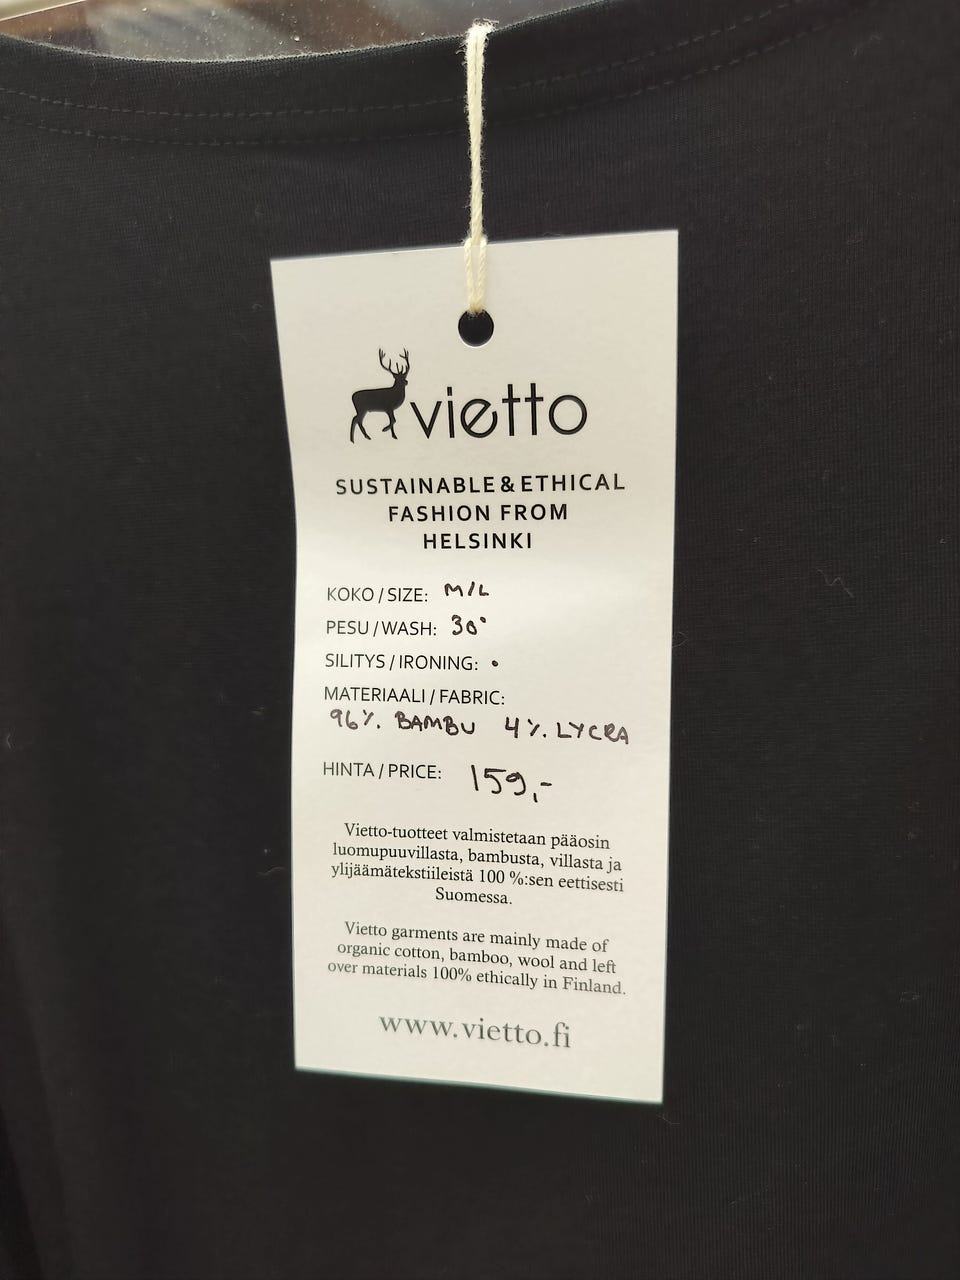 vietto
SUSTAINABLE & ETHICAL
FASHION FROM
HELSINKI
KOKO / SIZE: M/L
PESU / WASH: 30°
SILITYS / IRONING: •
MATERIAALI / FABRIC:
96%. BAMBU 4%. LYCRA
HINTA / PRICE: 159,-
Vietto-tuotteet valmistetaan pääosin
luomupuuvillasta, bambusta, villasta ja
ylijäämätekstiileistä 100 %:sen eettisesti
Suomessa.
Vietto garments are mainly made of
organic cotton, bamboo, wool and left
over materials 100% ethically in Finland.
www.vietto.fi